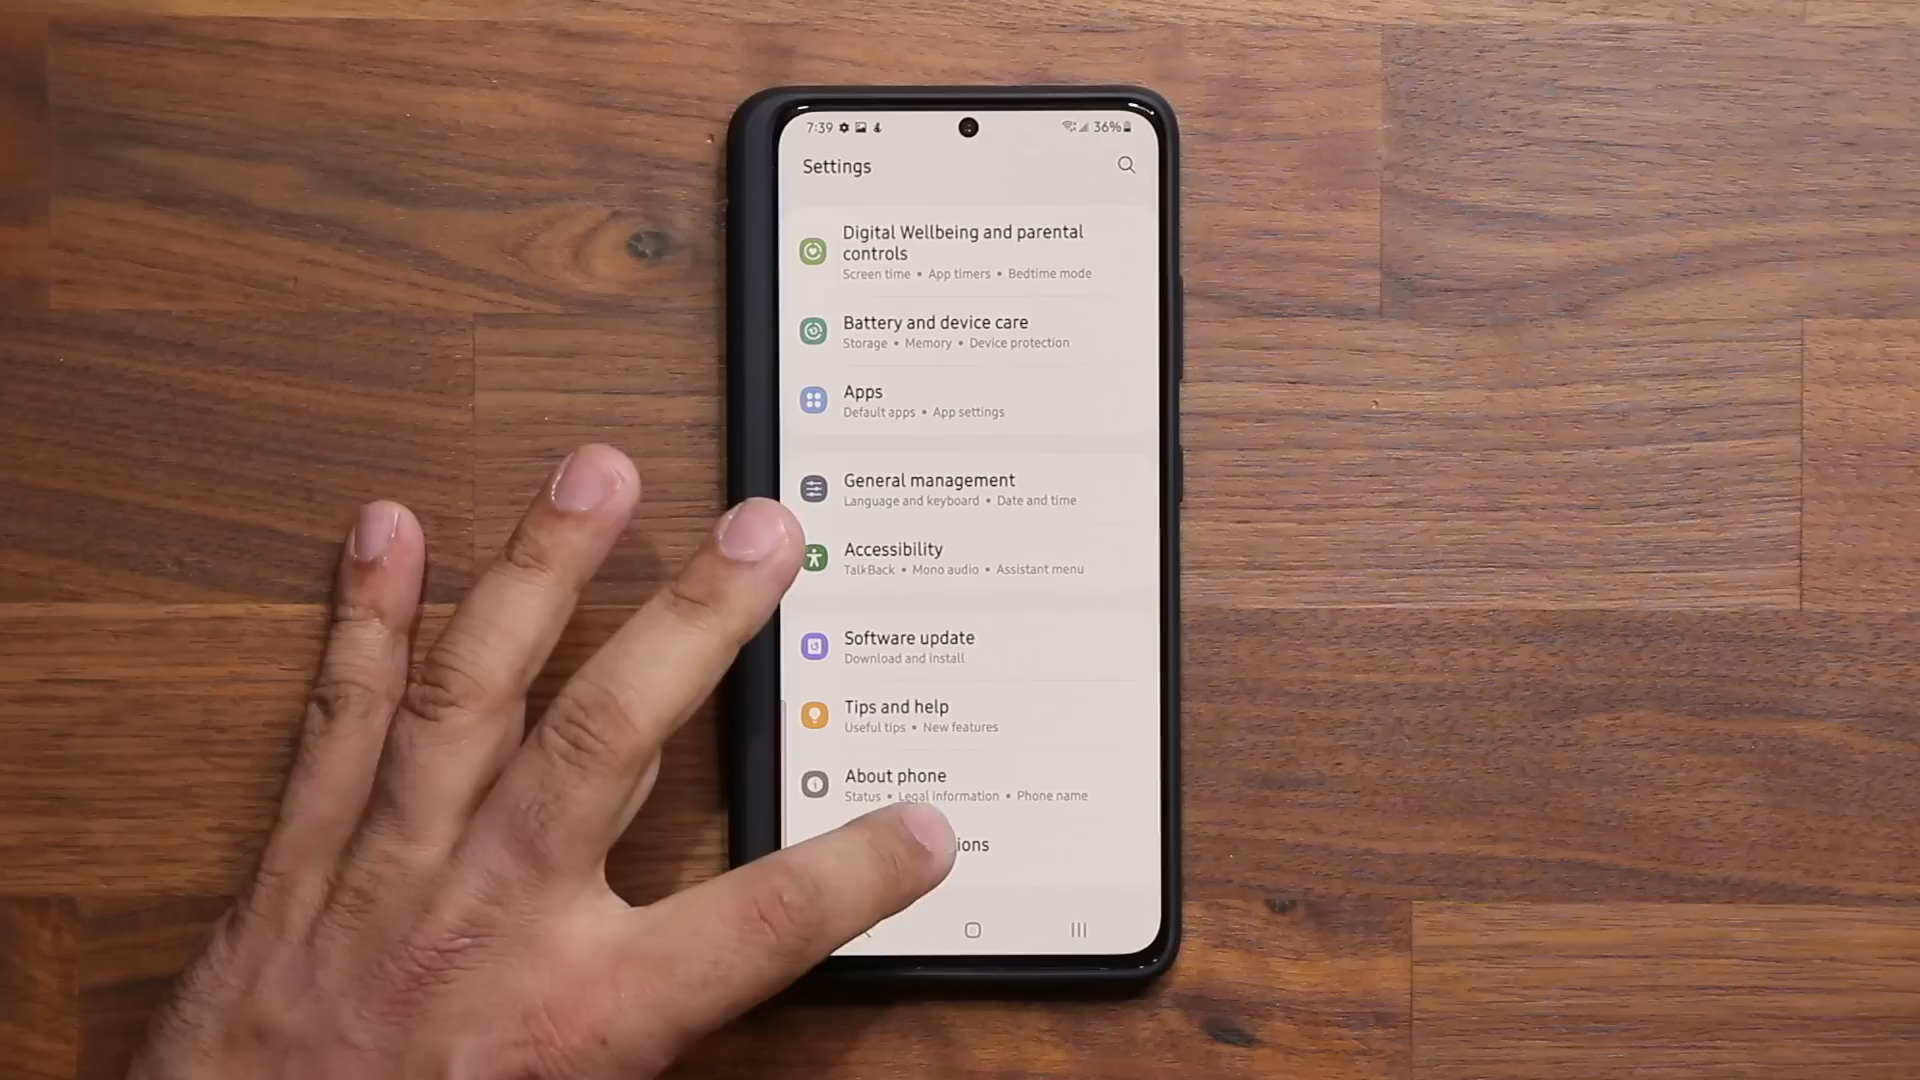 7:39 36%
Settings
Digital Wellbeing and parental
controls
Screen time • App timers • Bedtime mode
Battery and device care
Storage • Memory • Device protection
Apps
Default apps • App settings
General management
Language and keyboard • Date and time
Accessibility
TalkBack • Mono audio • Assistant menu
Software update
Download and install
Tips and help
Useful tips • New features
About phone
Status • Legal information • Phone name